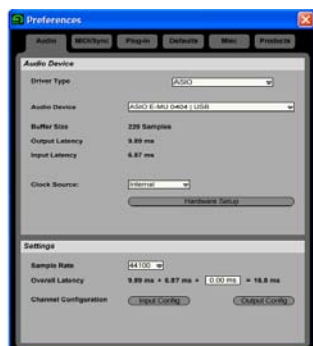 Preferences
Audio MIDI/Sync Plug-in Defaults Misc Products
Audio Device
Driver Type ASIO
Audio Device ASIO E-MU 0404 | USB
Buffer Size 220 Samples
Output Latency 9.89 ms
Input Latency 6.87 ms
Clock Source: Internal
Hardware Setup
Settings
Sample Rate 44100
Overall Latency 9.89 ms + 6.87 ms + 0.00 ms = 16.8 ms
Channel Configuration Input Config Output Config